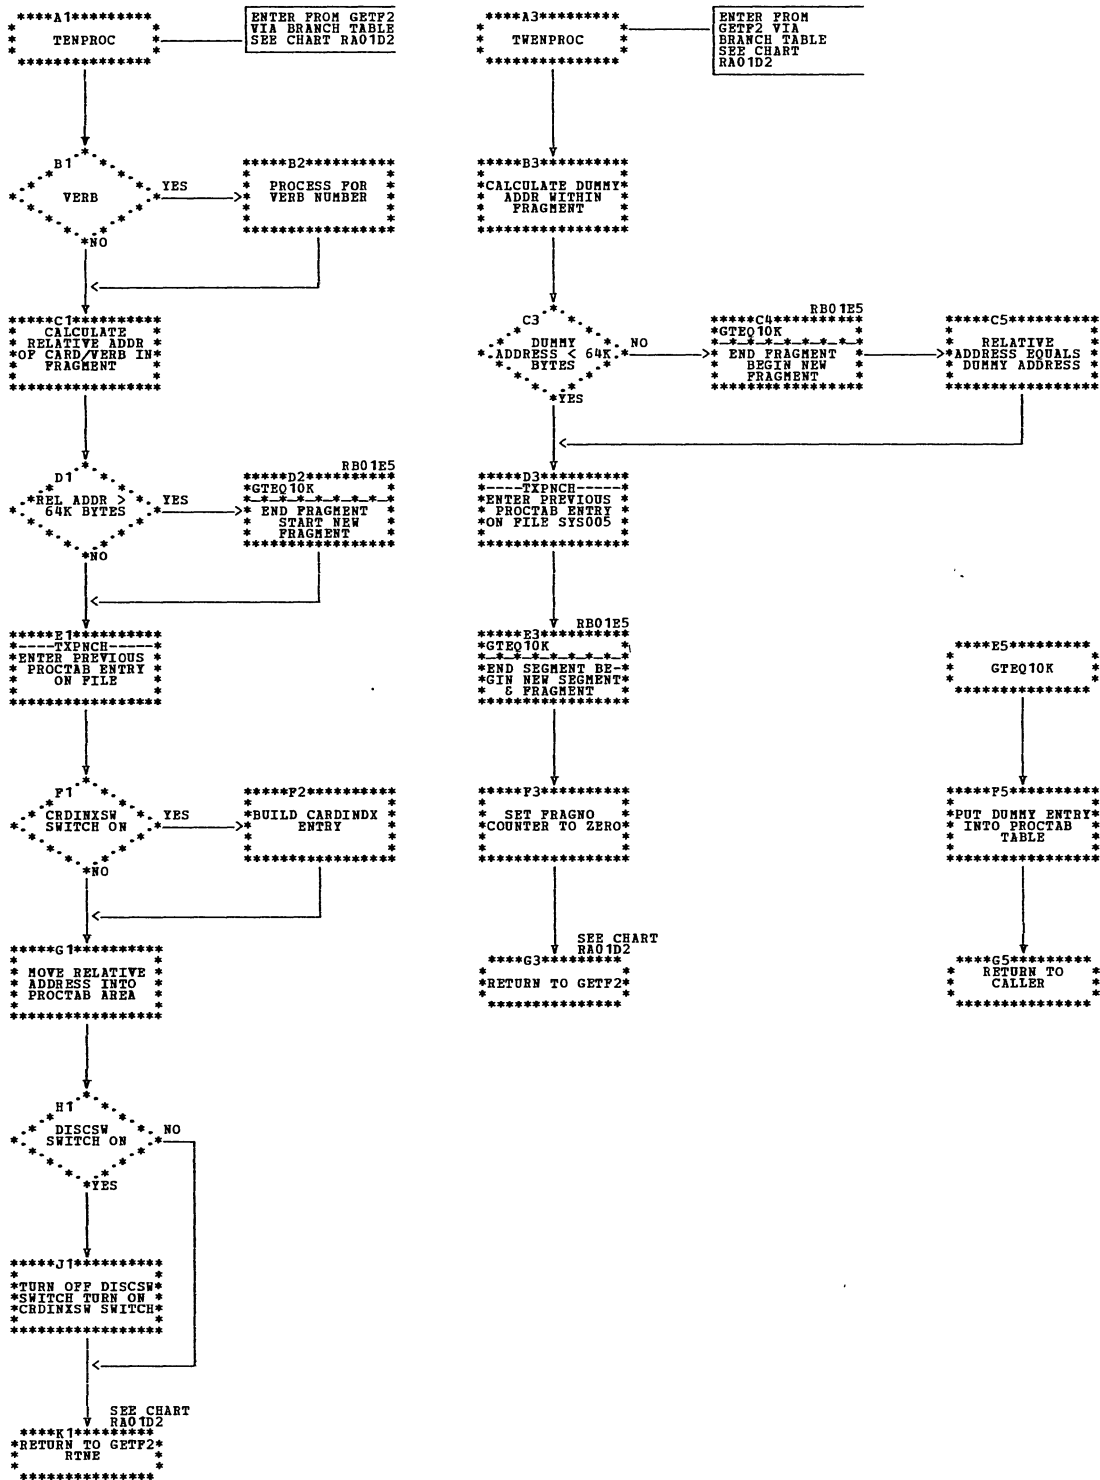 ****A1*********
TENPROC
ENTER FROM GETF2
VIA BRANCH TABLE
SEE CHART RA01D2
B1
VERB
YES
NO
*****B2**********
PROCESS FOR
VERB NUMBER
*****C1**********
CALCULATE
RELATIVE ADDR
*OF CARD/VERB IN*
FRAGMENT
D1
*REL ADDR >
64K BYTES
YES
NO
RB01E5
*****D2**********
*GTEQ10K *
*-*-*-*-*-*-*-*-*
END FRAGMENT
START NEW
FRAGMENT
*****E1**********
*----TXPNCH-----*
*ENTER PREVIOUS *
PROCTAB ENTRY
ON FILE
F1
CRDINXSW
SWITCH ON
YES
NO
*****F2**********
*BUILD CARDINDX *
ENTRY
*****G1**********
MOVE RELATIVE
ADDRESS INTO
PROCTAB AREA
H1
DISCSW
SWITCH ON
NO
YES
*****J1**********
*TURN OFF DISCSW*
*SWITCH TURN ON *
*CRDINXSW SWITCH*
SEE CHART
RA01D2
****K1*********
*RETURN TO GETF2*
RTNE
****A3*********
TWENPROC
ENTER FROM
GETF2 VIA
BRANCH TABLE
SEE CHART
RA01D2
*****B3**********
*CALCULATE DUMMY*
ADDR WITHIN
FRAGMENT
C3
DUMMY
ADDRESS < 64K
BYTES
NO
YES
RB01E5
*****C4**********
*GTEQ10K *
*-*-*-*-*-*-*-*-*
END FRAGMENT
BEGIN NEW
FRAGMENT
*****C5**********
RELATIVE
ADDRESS EQUALS
DUMMY ADDRESS
*****D3**********
*----TXPNCH-----*
*ENTER PREVIOUS *
PROCTAB ENTRY
*ON FILE SYS005 *
RB01E5
*****E3**********
*GTEQ10K *
*-*-*-*-*-*-*-*-*
*END SEGMENT BE-*
*GIN NEW SEGMENT*
& FRAGMENT
*****F3**********
SET FRAGNO
*COUNTER TO ZERO*
SEE CHART
RA01D2
****G3*********
*RETURN TO GETF2*
****E5*********
GTEQ10K
*****F5**********
*PUT DUMMY ENTRY*
INTO PROCTAB
TABLE
****G5*********
RETURN TO
CALLER